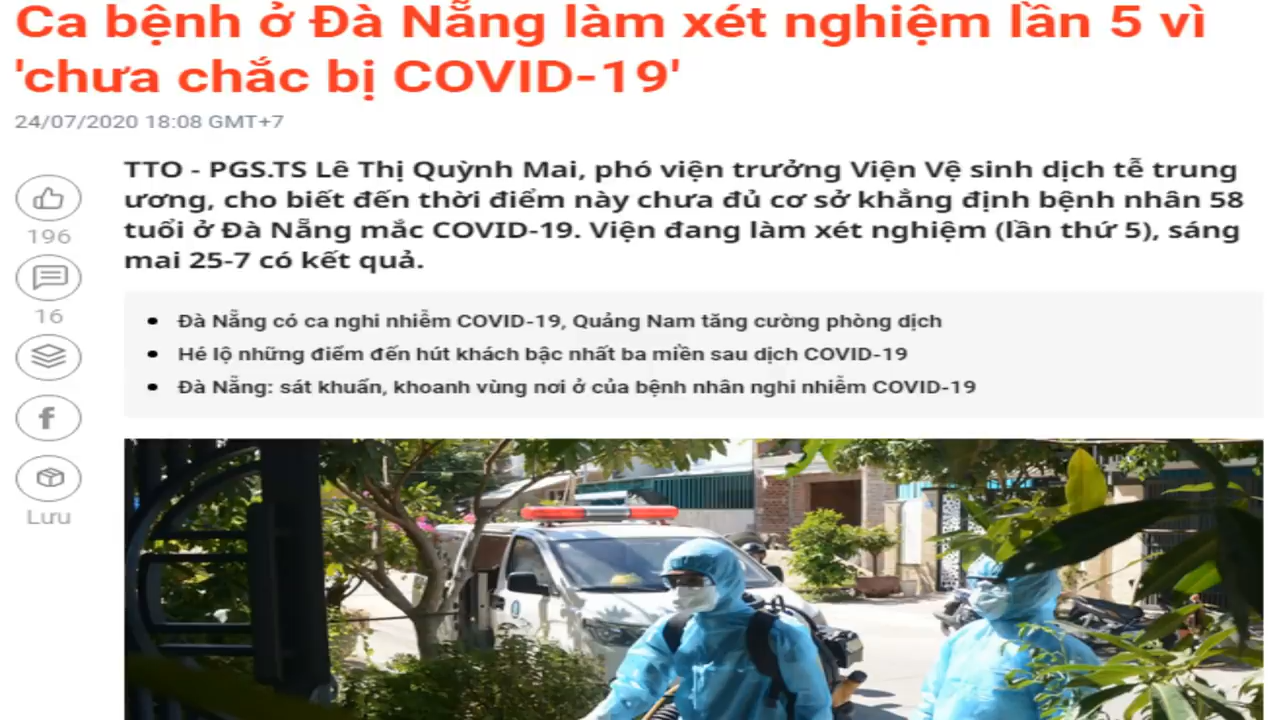 Ca bệnh ở Đà Nẵng làm xét nghiệm lần 5 vì
'chưa chắc bị COVID-19'
24/07/2020 18:08 GMT+7
TTO - PGS.TS Lê Thị Quỳnh Mai, phó viện trưởng Viện Vệ sinh dịch tễ trung
ương, cho biết đến thời điểm này chưa đủ cơ sở khẳng định bệnh nhân 58
tuổi ở Đà Nẵng mắc COVID-19. Viện đang làm xét nghiệm (lần thứ 5), sáng
mai 25-7 có kết quả.
196
16
Lưu
Đà Nẵng có ca nghi nhiễm COVID-19, Quảng Nam tăng cường phòng dịch
Hé lộ những điểm đến hút khách bậc nhất ba miền sau dịch COVID-19
Đà Nẵng: sát khuẩn, khoanh vùng nơi ở của bệnh nhân nghi nhiễm COVID-19